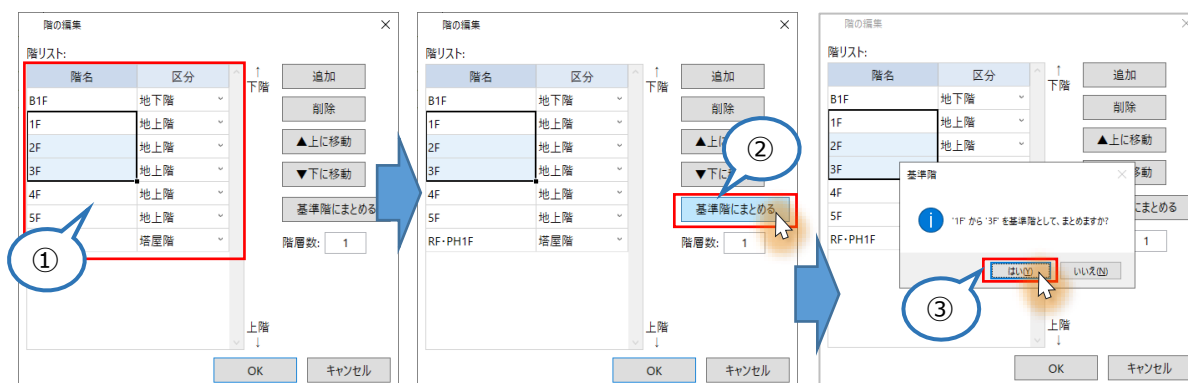 階の編集
階リスト:
階名 区分
B1F 地下階
1F 地上階
2F 地上階
3F 地上階
4F 地上階
5F 地上階
塔屋階
↑
下階
追加
削除
▲上に移動
▼下に移動
基準階にまとめる
階層数: 1
上階
↓
OK キャンセル
①
階の編集
階リスト:
階名 区分
B1F 地下階
1F 地上階
2F 地上階
3F 地上階
4F 地上階
5F 地上階
RF・PH1F 塔屋階
↑
下階
追加
削除
▲上に
▼下に
基準階にまとめる
階層数: 1
上階
↓
OK キャンセル
②
階の編集
階リスト:
階名 区分
B1F 地下階
1F 地上階
2F 地上階
3F
4F
5F
RF・PH1F
↑
下階
追加
削除
▲上に移動
移動
にまとめる
1
基準階
'1F' から '3F' を基準階として、まとめますか?
はい(Y) いいえ(N)
上階
↓
OK キャンセル
③